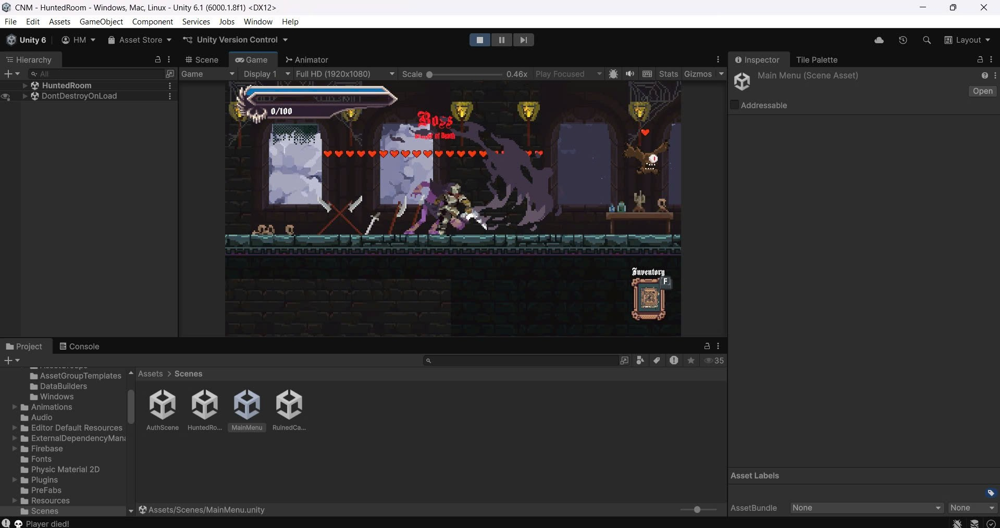 CNM - HuntedRoom - Windows, Mac, Linux - Unity 6.1 (6000.1.8f1) <DX12>
File Edit Assets GameObject Component Services Jobs Window Help
Unity 6 HM Asset Store Unity Version Control Layout
Hierarchy Scene Game Animator Inspector Tile Palette
All Game Display 1 Full HD (1920x1080) Scale 0.46x Play Focused Stats Gizmos
Main Menu (Scene Asset)
Open
Addressable
HuntedRoom
DontDestroyOnLoad
0/100
Boss
of Death
Inventory
F
Project Console
35
Assets > Scenes
AssetGroupTemplates
DataBuilders
Windows
Animations
Audio
Editor Default Resources
ExternalDependencyMana
Firebase
Fonts
Physic Material 2D
Plugins
PreFabs
Resources
Scenes
AuthScene HuntedRo... MainMenu RuinedCa...
Assets/Scenes/MainMenu.unity
Asset Labels
AssetBundle None None
Player died!